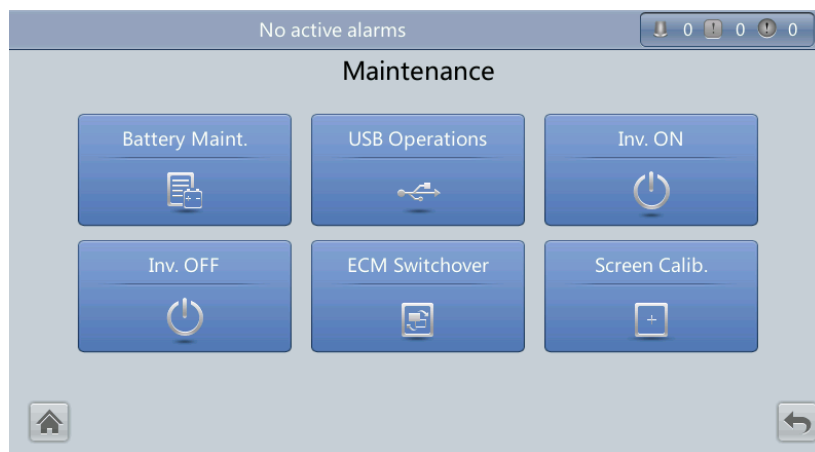 No active alarms 0 0 0
Maintenance
Battery Maint. USB Operations Inv. ON
Inv. OFF ECM Switchover Screen Calib.